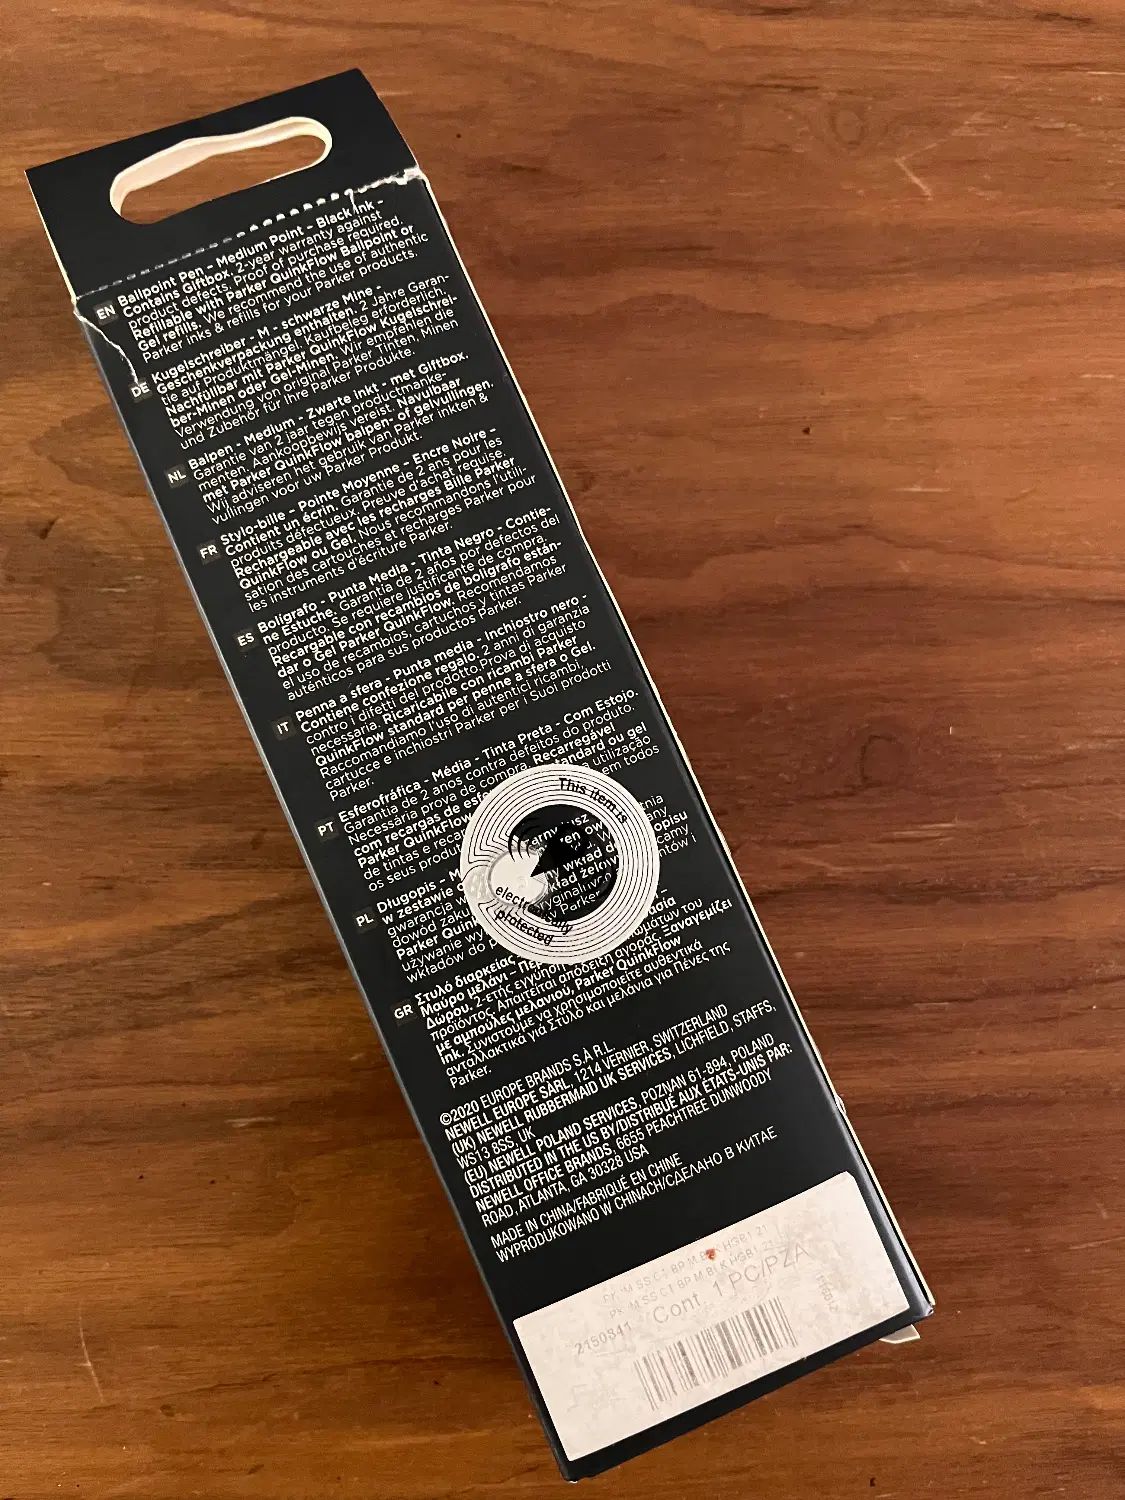 EN Ballpoint Pen – Medium Point – Black Ink –
Contains Giftbox. 2-year warranty against
product defects. Proof of purchase required.
Refillable with Parker QuinkFlow Ballpoint or
Gel refills. We recommend the use of authentic
Parker inks & refills for your Parker products.
DE Kugelschreiber - M - schwarze Mine -
Geschenkverpackung enthalten. 2 Jahre Garan-
tie auf Produktmängel. Kaufbeleg erforderlich.
Nachfüllbar mit Parker QuinkFlow Kugelschrei-
ber-Minen oder Gel-Minen. Wir empfehlen die
Verwendung von original Parker Tinten, Minen
und Zubehör für Ihre Parker Produkte.
NL Balpen - Medium - Zwarte Inkt - met Giftbox.
Garantie van 2 jaar tegen productmanke-
menten. Aankoopbewijs vereist. Navulbaar
met Parker QuinkFlow balpen- of gelvullingen.
Wij adviseren het gebruik van Parker inkten &
vullingen voor uw Parker Produkt.
FR Stylo-bille – Pointe Moyenne – Encre Noire –
Contient un écrin. Garantie de 2 ans pour les
produits défectueux. Preuve d'achat requise.
Rechargeable avec les recharges Bille Parker
QuinkFlow ou Gel. Nous recommandons l'utili-
sation des cartouches et recharges Parker pour
les instruments d'écriture Parker.
ES Bolígrafo - Punta Media - Tinta Negro - Contie-
ne Estuche. Garantía de 2 años por defectos del
producto. Se requiere justificante de compra.
Recargable con recambios de bolígrafo están-
dar o Gel Parker QuinkFlow. Recomendamos
el uso de recambios, cartuchos y tintas Parker
auténticos para sus productos Parker.
IT Penna a sfera - Punta media - Inchiostro nero -
Contiene confezione regalo. 2 anni di garanzia
contro i difetti del prodotto.Prova di acquisto
necessaria. Ricaricabile con ricambi Parker
QuinkFlow standard per penne a sfera o Gel.
Raccomandiamo l'uso di autentici ricambi,
cartucce e inchiostri Parker per i Suoi prodotti
Parker.
PT Esferofráfica - Média - Tinta Preta - Com Estojo.
Garantia de 2 anos contra defeitos do produto.
Necessária prova de compra. Recarregável
com recargas de standard ou gel
Parker QuinkFlow utilização
de tintas e em todos
os seus
PL Długopis -
w zestawie
gwarancja
dowód
Parker
używanie
wkładów do Parker
This item is
electronically
protected
GR Στυλό διαρκείας
Μαύρο μελάνι –
Δώρου. 2-ετής εγγύηση του
προϊόντος. Απαιτείται απόδειξη αγοράς. Ξαναγεμίζει
με αμπούλες μελανιού, Parker QuinkFlow
ink. Συνιστούμε να χρησιμοποιείτε αυθεντικά
ανταλλακτικά για Στυλό και μελάνια για Πένες της
Parker.
©2020 EUROPE BRANDS S.À R.L.
NEWELL EUROPE SÀRL, 1214 VERNIER, SWITZERLAND
(UK) NEWELL RUBBERMAID UK SERVICES, LICHFIELD, STAFFS,
WS13 8SS, UK
(EU) NEWELL POLAND SERVICES, POZNAN 61-894, POLAND
DISTRIBUTED IN THE US BY/DISTRIBUÉ AUX ÉTATS-UNIS PAR:
NEWELL OFFICE BRANDS, 6655 PEACHTREE DUNWOODY
ROAD, ATLANTA, GA 30328 USA
MADE IN CHINA/FABRIQUÉ EN CHINE
WYPRODUKOWANO W CHINACH/СДЕЛАНО В КИТАЕ
Cont. 1 PC/PZA
2150341